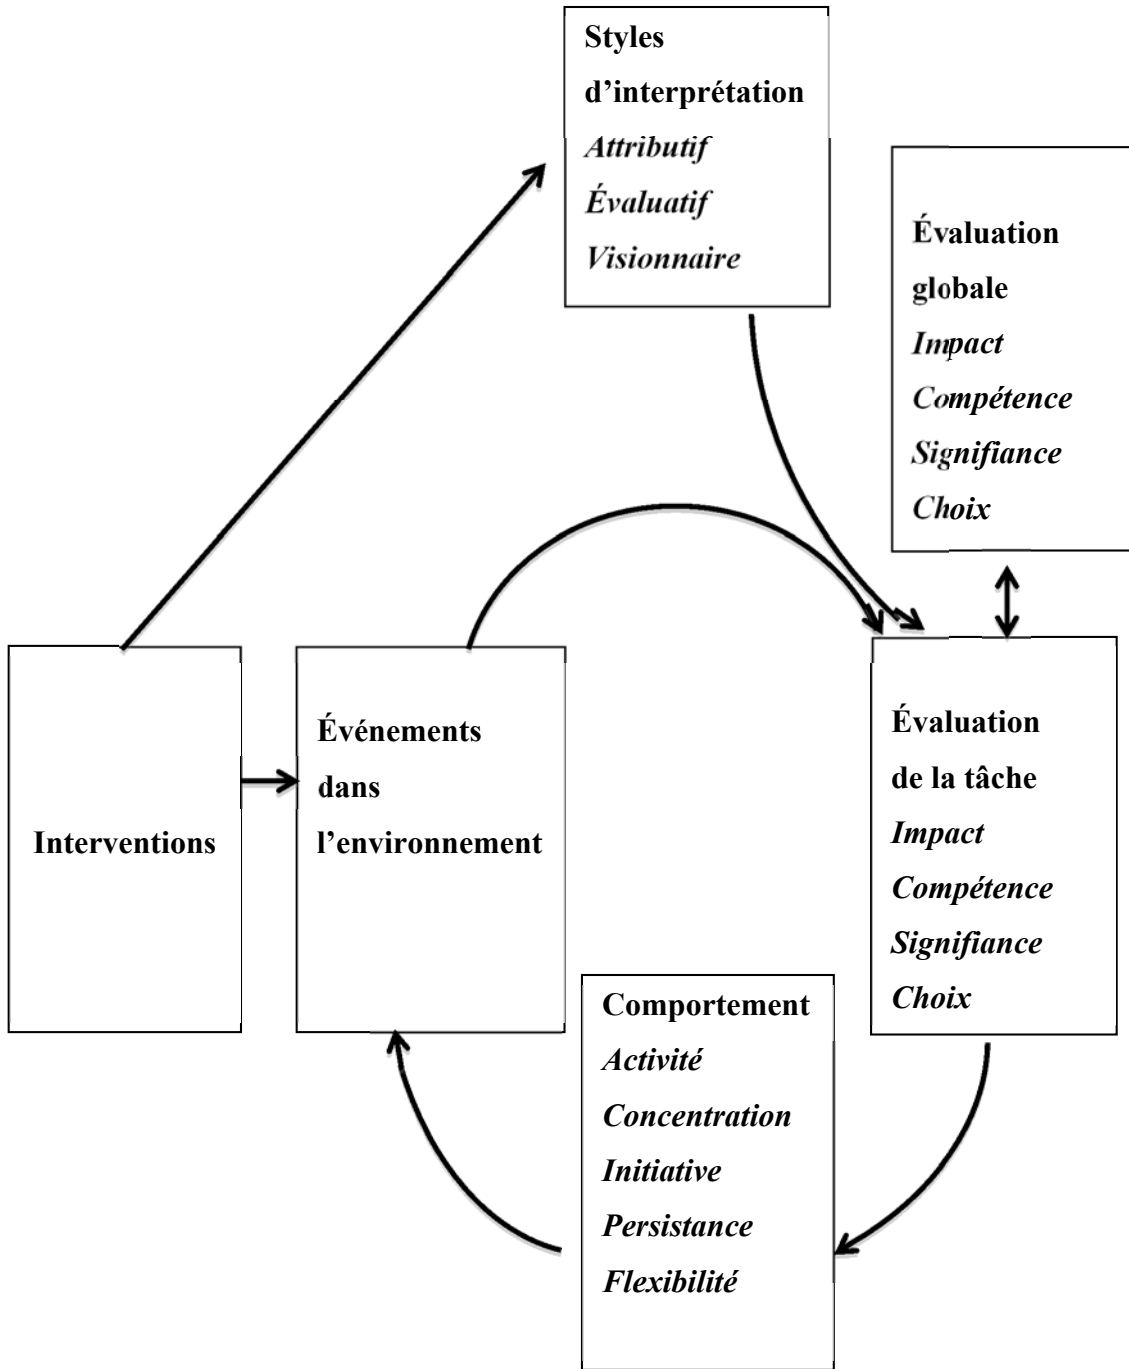 Styles
d’interprétation
Attributif
Évaluatif
Visionnaire
Évaluation
globale
Impact
Compétence
Signifiance
Choix
Interventions
Événements
dans
l’environnement
Évaluation
de la tâche
Impact
Compétence
Signifiance
Choix
Comportement
Activité
Concentration
Initiative
Persistance
Flexibilité